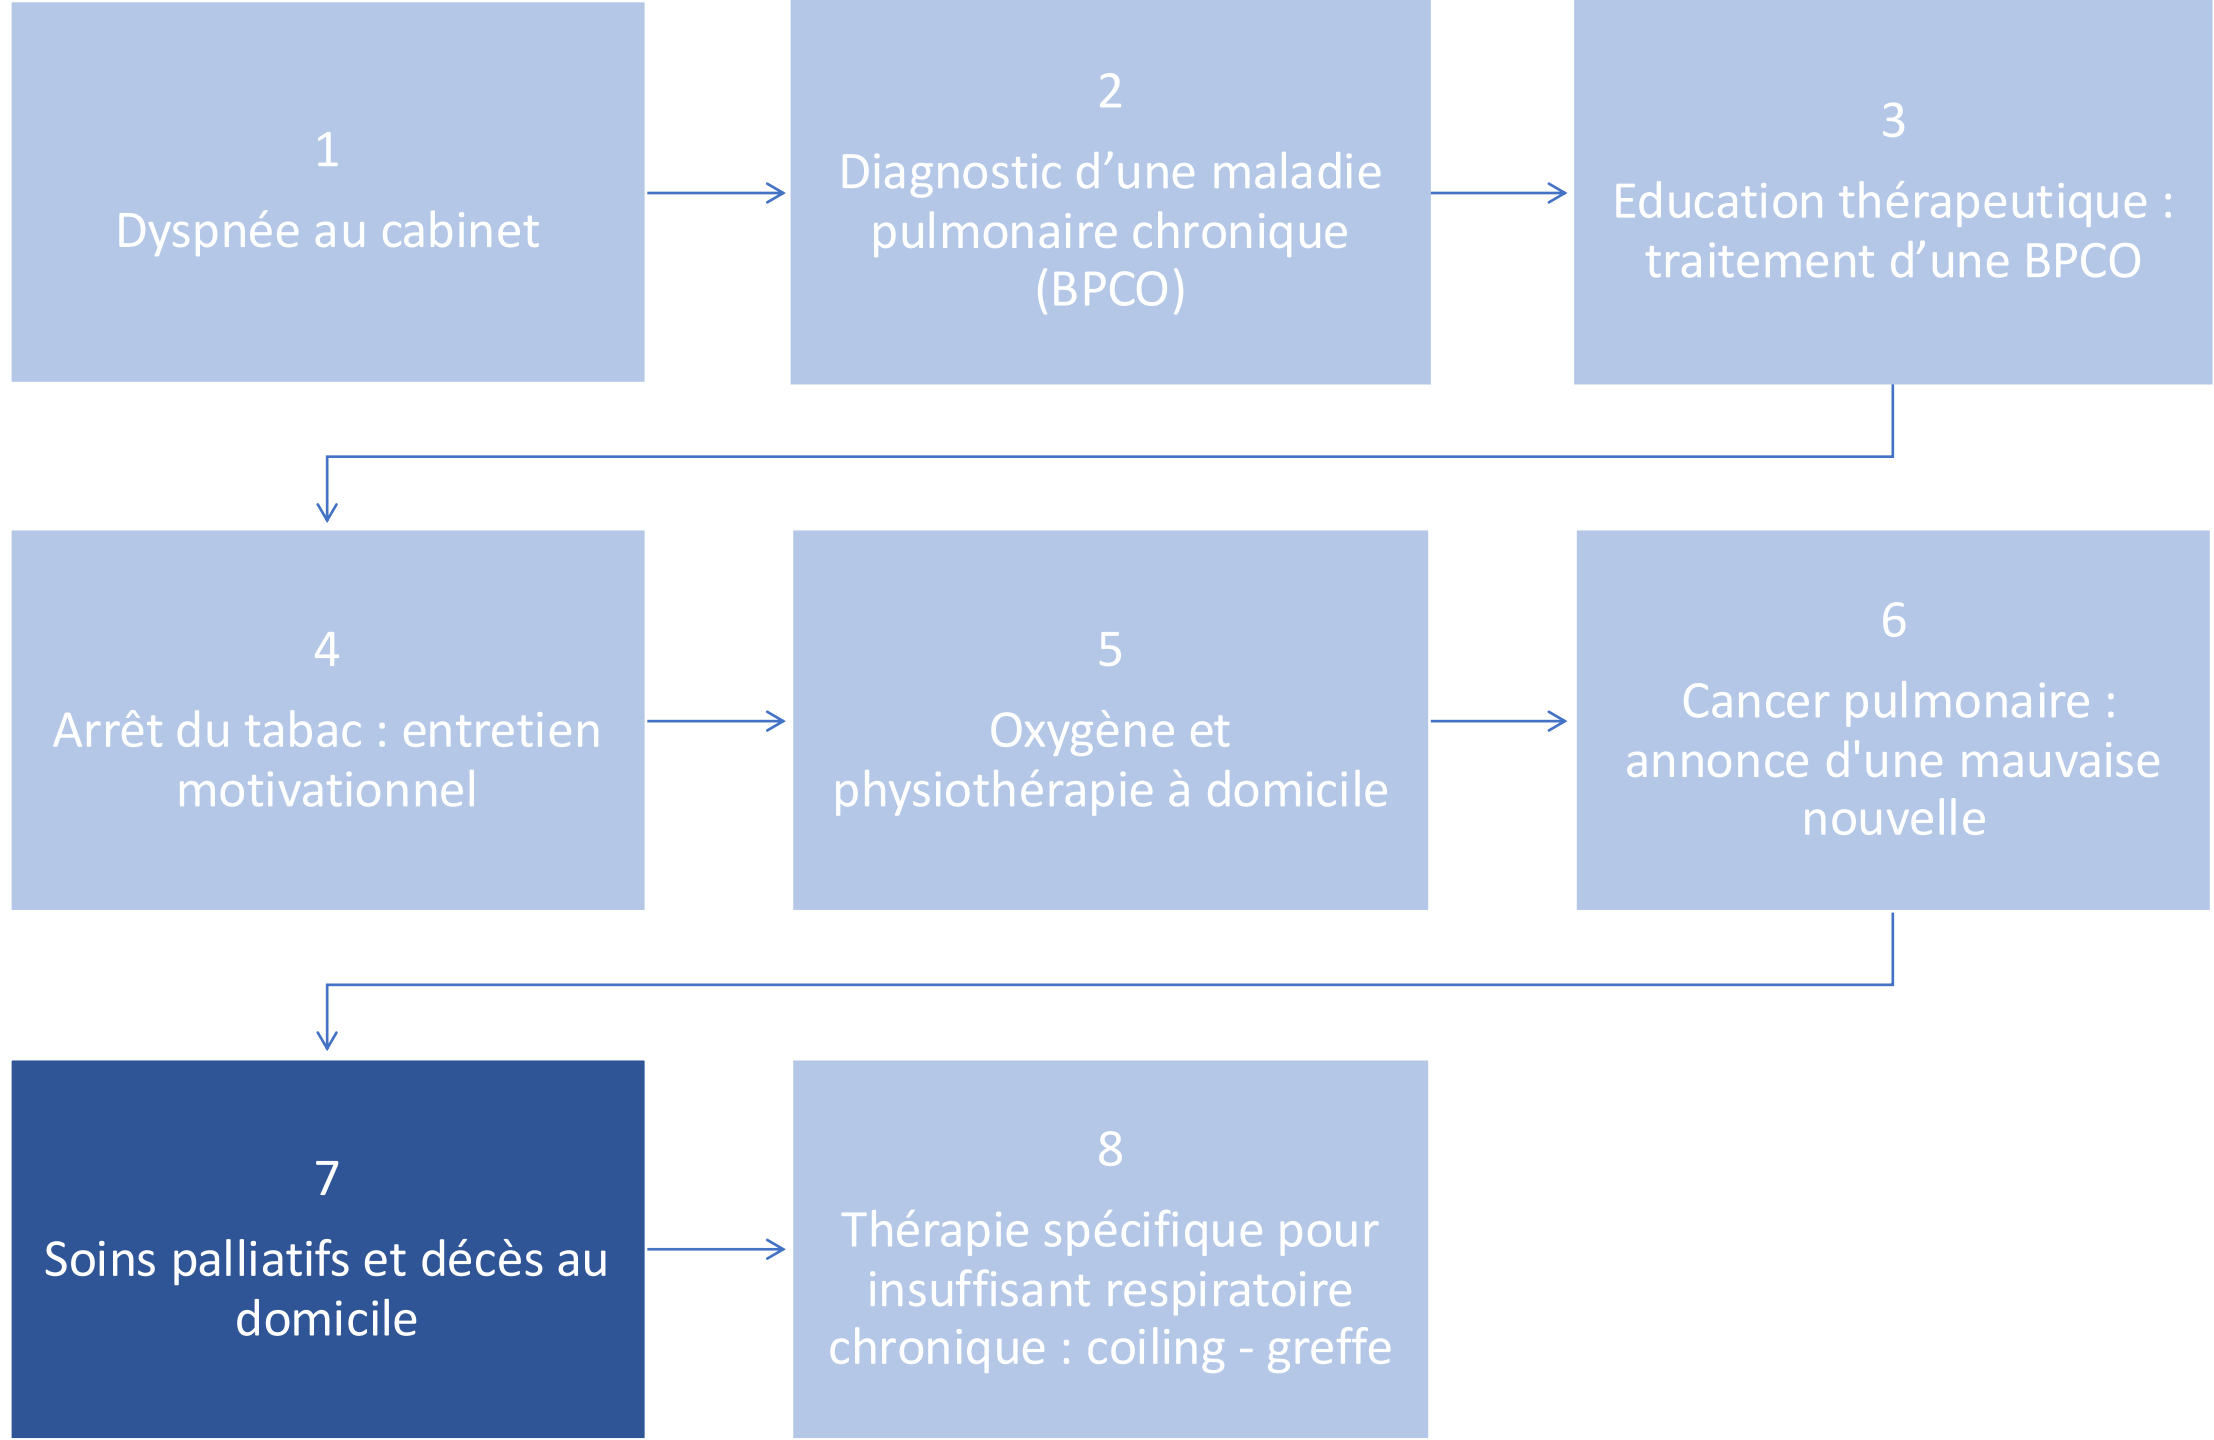 1
Dyspnée au cabinet
2
Diagnostic d’une maladie
pulmonaire chronique
(BPCO)
3
Education thérapeutique :
traitement d’une BPCO
4
Arrêt du tabac : entretien
motivationnel
5
Oxygène et
physiothérapie à domicile
6
Cancer pulmonaire :
annonce d'une mauvaise
nouvelle
7
Soins palliatifs et décès au
domicile
8
Thérapie spécifique pour
insuffisant respiratoire
chronique : coiling - greffe